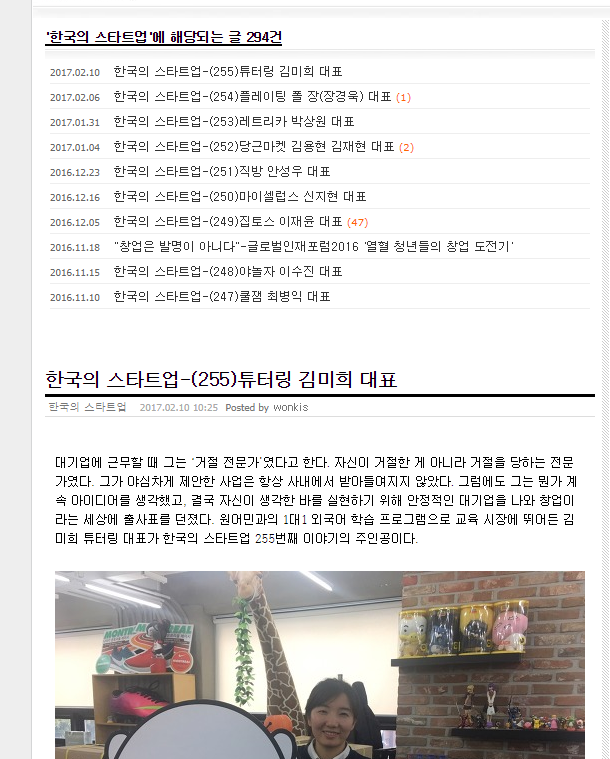 '한국의 스타트업'에 해당되는 글 294건
2017.02.10 한국의 스타트업-(255)튜터링 김미희 대표
2017.02.06 한국의 스타트업-(254)플레이팅 폴 장(장경욱) 대표 (1)
2017.01.31 한국의 스타트업-(253)레트리카 박상원 대표
2017.01.04 한국의 스타트업-(252)당근마켓 김용현 김재현 대표 (2)
2016.12.23 한국의 스타트업-(251)직방 안성우 대표
2016.12.16 한국의 스타트업-(250)마이셀럽스 신지현 대표
2016.12.05 한국의 스타트업-(249)집토스 이재윤 대표 (47)
2016.11.18 "창업은 발명이 아니다"-글로벌인재포럼2016 '열혈 청년들의 창업 도전기'
2016.11.15 한국의 스타트업-(248)야놀자 이수진 대표
2016.11.10 한국의 스타트업-(247)쿨잼 최병익 대표
한국의 스타트업-(255)튜터링 김미희 대표
한국의 스타트업 2017.02.10 10:25 Posted by wonkis
대기업에 근무할 때 그는 '거절 전문가'였다고 한다. 자신이 거절한 게 아니라 거절을 당하는 전문
가였다. 그가 야심차게 제안한 사업은 항상 사내에서 받아들여지지 않았다. 그럼에도 그는 뭔가 계
속 아이디어를 생각했고, 결국 자신이 생각한 바를 실현하기 위해 안정적인 대기업을 나와 창업이
라는 세상에 출사표를 던졌다. 원어민과의 1대1 외국어 학습 프로그램으로 교육 시장에 뛰어든 김
미희 튜터링 대표가 한국의 스타트업 255번째 이야기의 주인공이다.